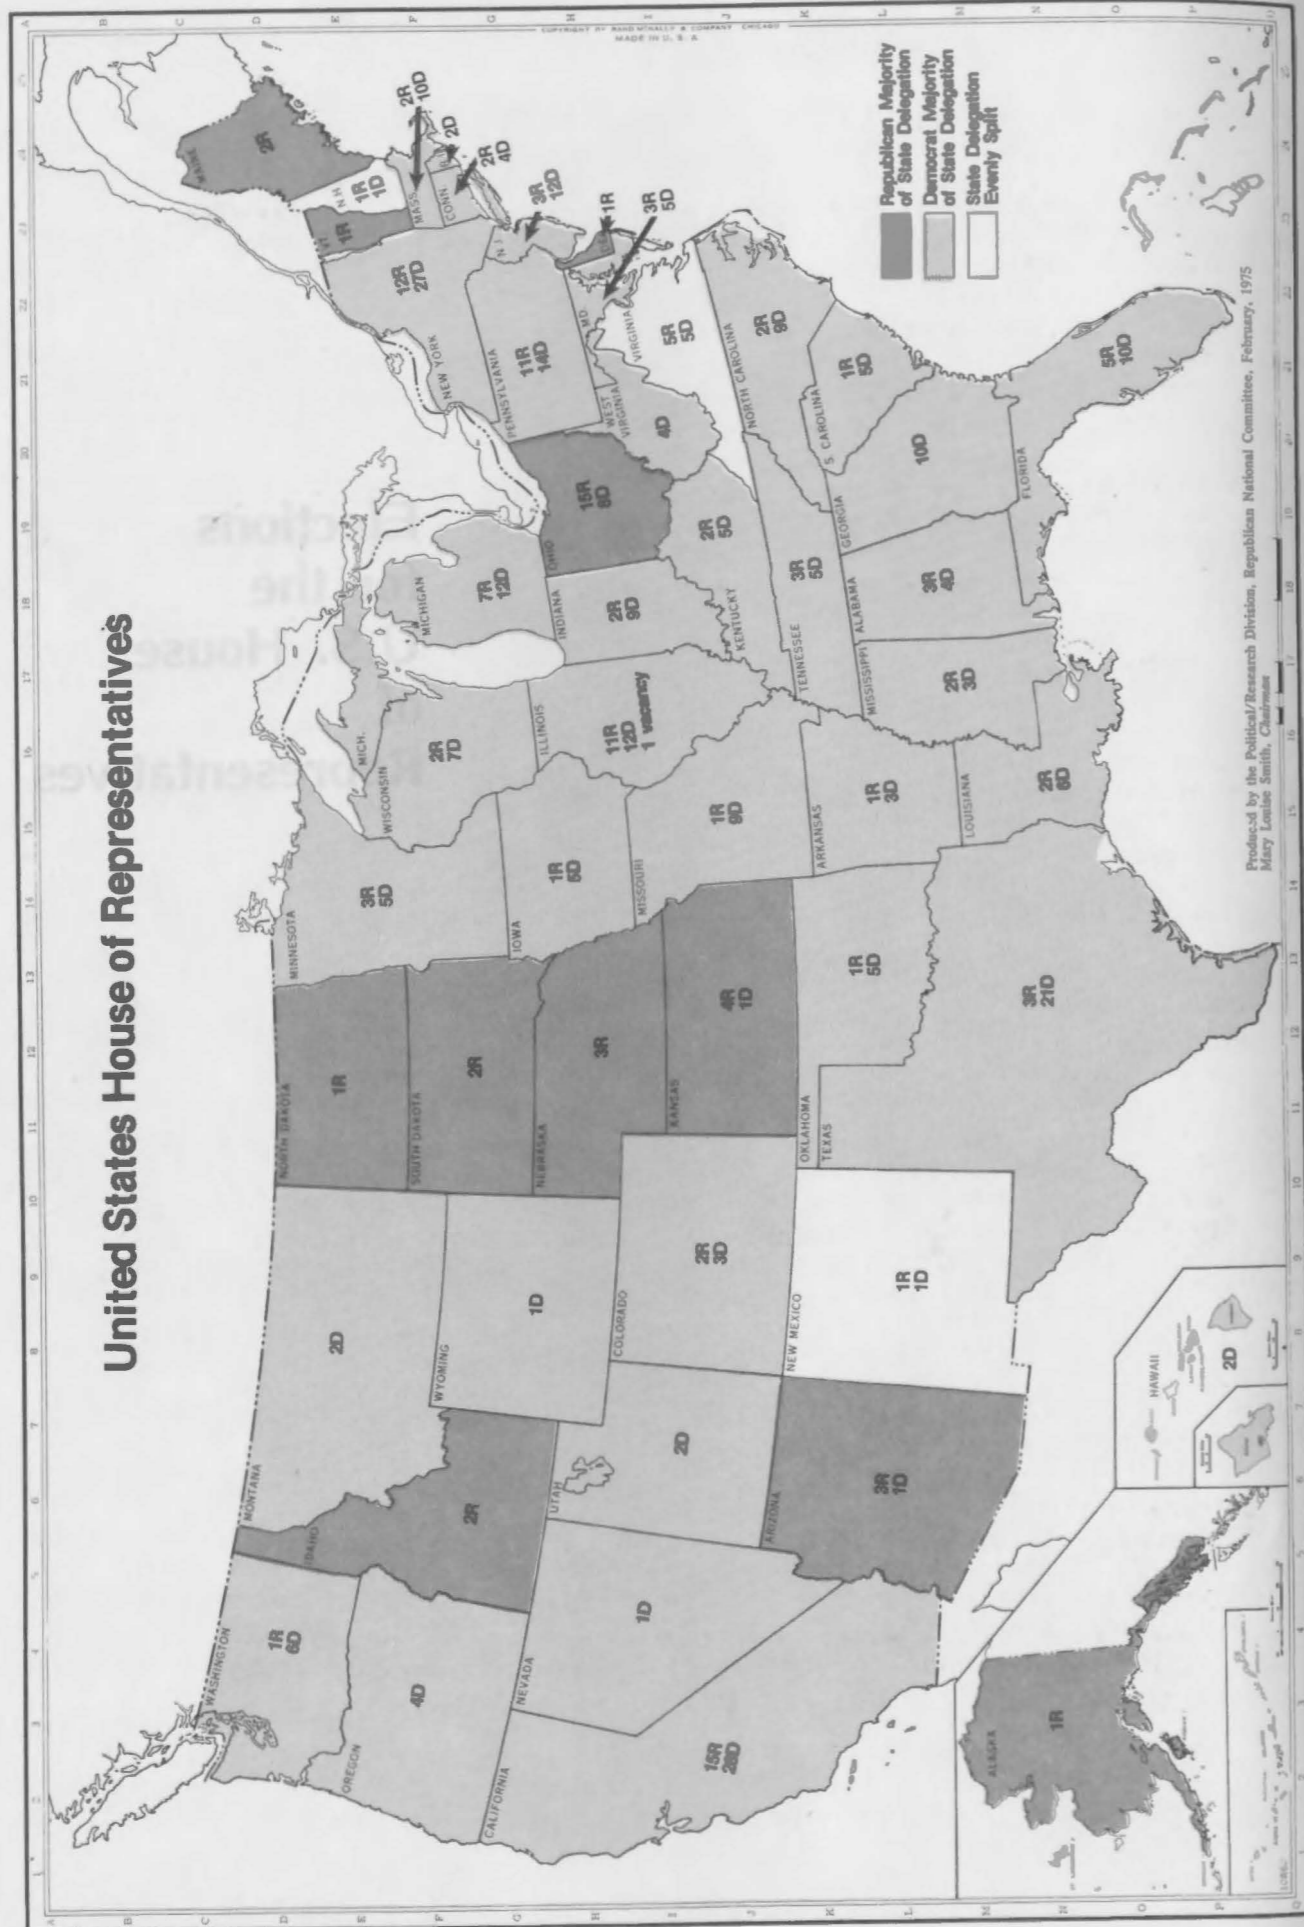 United States House of Representatives
COPYRIGHT BY RAND McNALLY & COMPANY CHICAGO
MADE IN U. S. A
WASHINGTON
1R
6D
OREGON
4D
CALIFORNIA
15R
28D
NEVADA
1D
IDAHO
2R
MONTANA
2D
WYOMING
1D
UTAH
2D
ARIZONA
3R
1D
COLORADO
2R
3D
NEW MEXICO
1R
1D
NORTH DAKOTA
1R
SOUTH DAKOTA
2R
NEBRASKA
3R
KANSAS
4R
1D
OKLAHOMA
1R
5D
TEXAS
3R
21D
MINNESOTA
3R
5D
IOWA
1R
5D
MISSOURI
1R
9D
ARKANSAS
1R
3D
LOUISIANA
2R
6D
WISCONSIN
2R
7D
MICH.
MICHIGAN
7R
12D
ILLINOIS
11R
12D
1 vacancy
INDIANA
2R
9D
OHIO
15R
8D
KENTUCKY
2R
5D
TENNESSEE
3R
5D
MISSISSIPPI
2R
3D
ALABAMA
3R
4D
GEORGIA
10D
FLORIDA
5R
10D
S. CAROLINA
1R
5D
NORTH CAROLINA
2R
9D
VIRGINIA
5R
5D
WEST
VIRGINIA
4D
MD.
3R
5D
1R
PENNSYLVANIA
11R
14D
N J
3R
12D
NEW YORK
12R
27D
CONN.
2R
4D
2D
MASS
2R
10D
VT
1R
N H
1R
1D
MAINE
2R
ALASKA
1R
HAWAII
2D
Republican Majority
of State Delegation
Democrat Majority
of State Delegation
State Delegation
Evenly Split
Produced by the Political/Research Division, Republican National Committee, February, 1975
Mary Louise Smith, Chairman